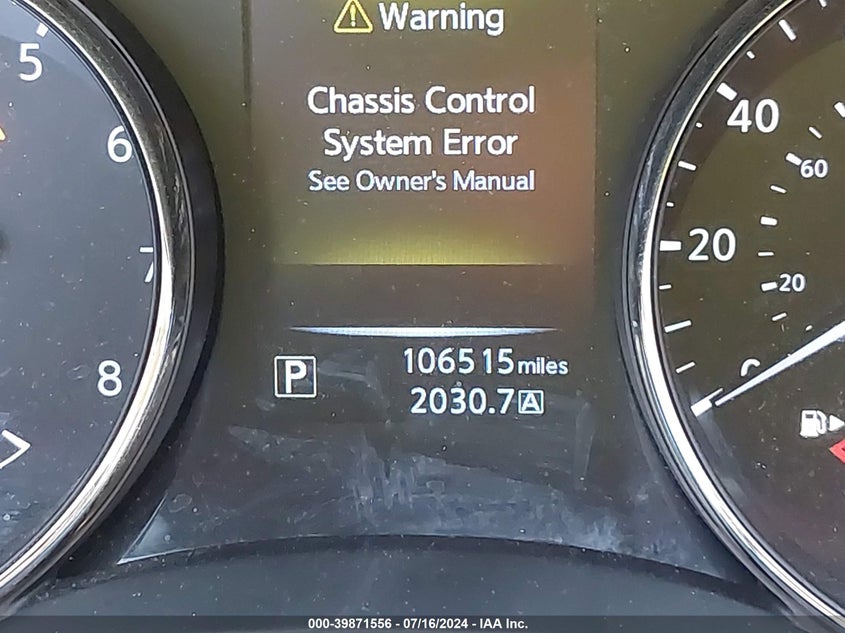 Warning
Chassis Control
System Error
See Owner's Manual
5
6
7
8
40
60
20
20
P
106515 miles
2030.7 A
000-39871556 - 07/16/2024 - IAA Inc.